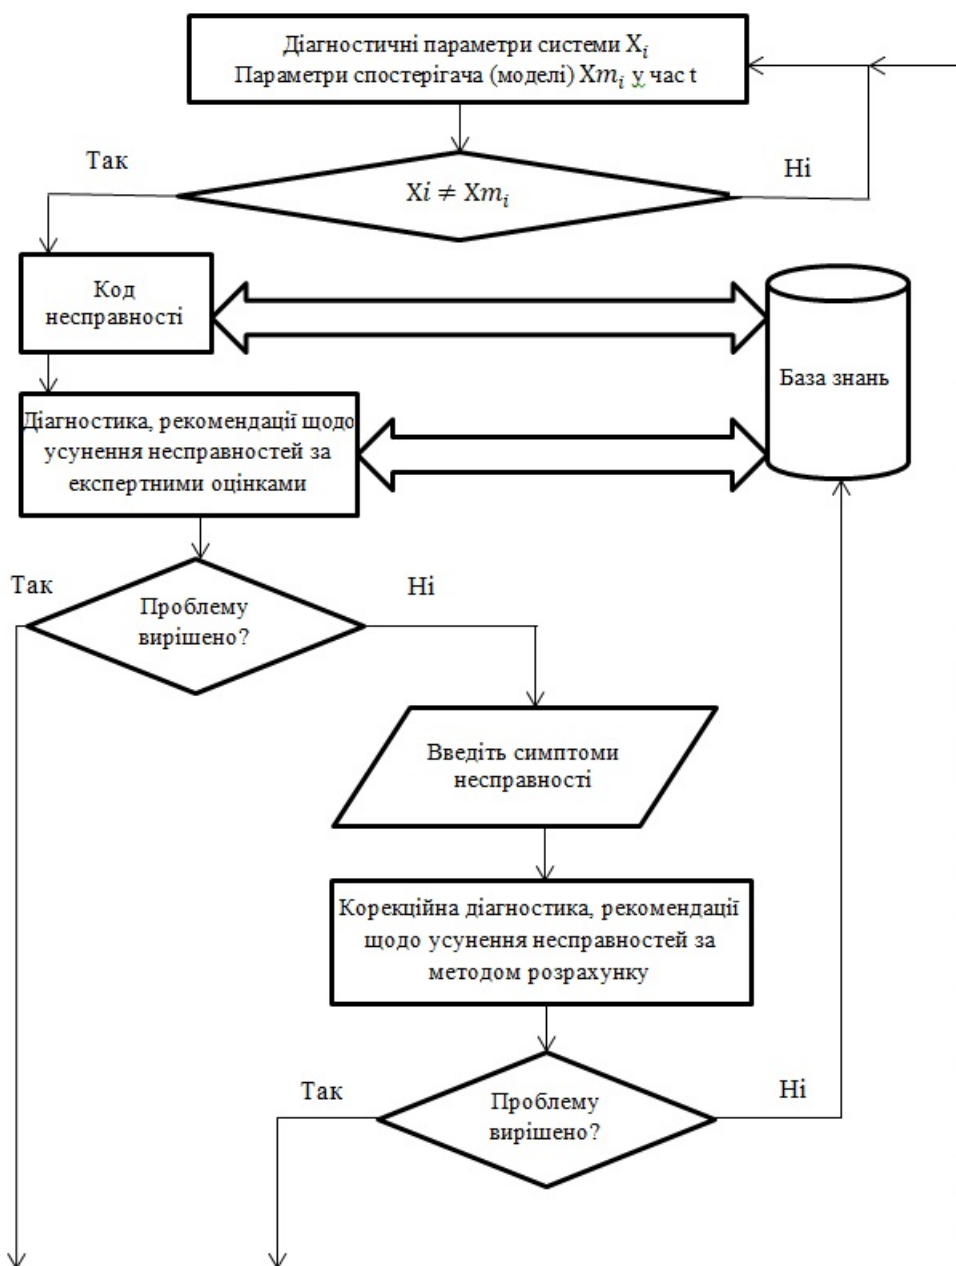 Діагностичні параметри системи X𝑖
Параметри спостерігача (моделі) X𝑚𝑖 у час t
Так
Ні
X𝑖 ≠ X𝑚𝑖
Код
несправності
База знань
Діагностика, рекомендації щодо
усунення несправностей за
експертними оцінками
Так
Ні
Проблему
вирішено?
Введіть симптоми
несправності
Корекційна діагностика, рекомендації
щодо усунення несправностей за
методом розрахунку
Так
Ні
Проблему
вирішено?